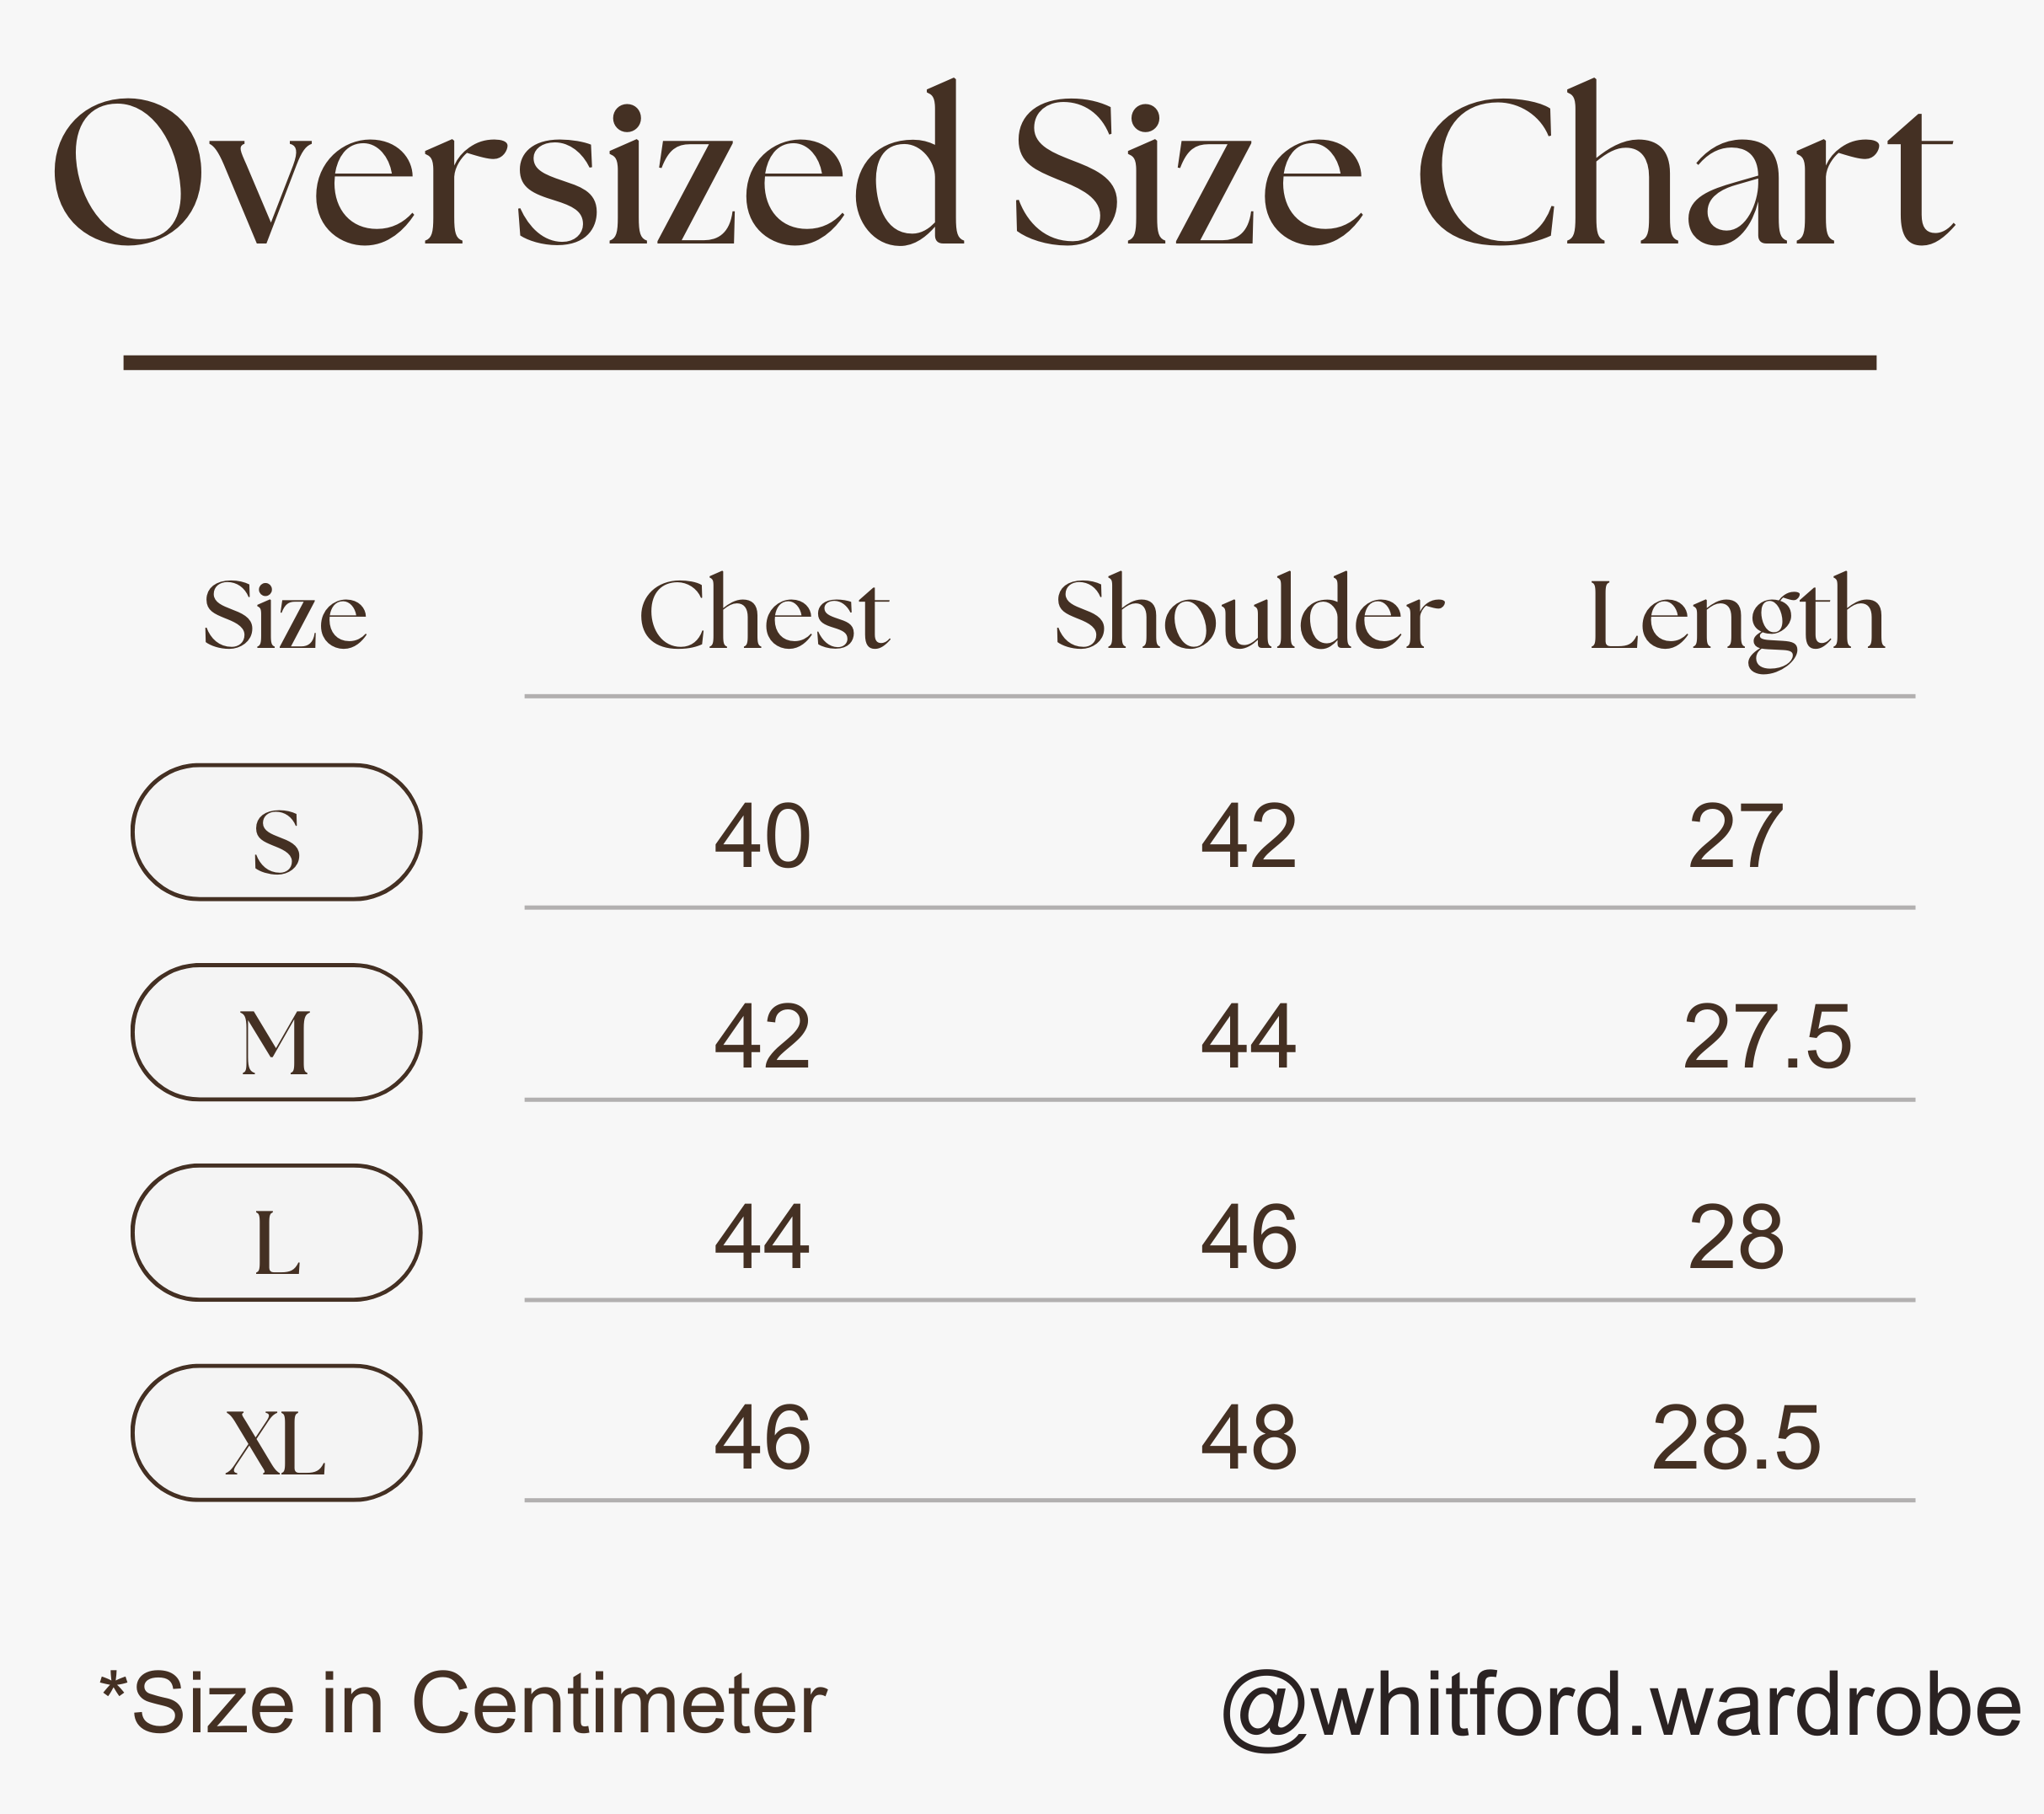 Oversized Size Chart
Size Chest Shoulder Length
S 40 42 27
M 42 44 27.5
L 44 46 28
XL 46 48 28.5
*Size in Centimeter @whitford.wardrobe